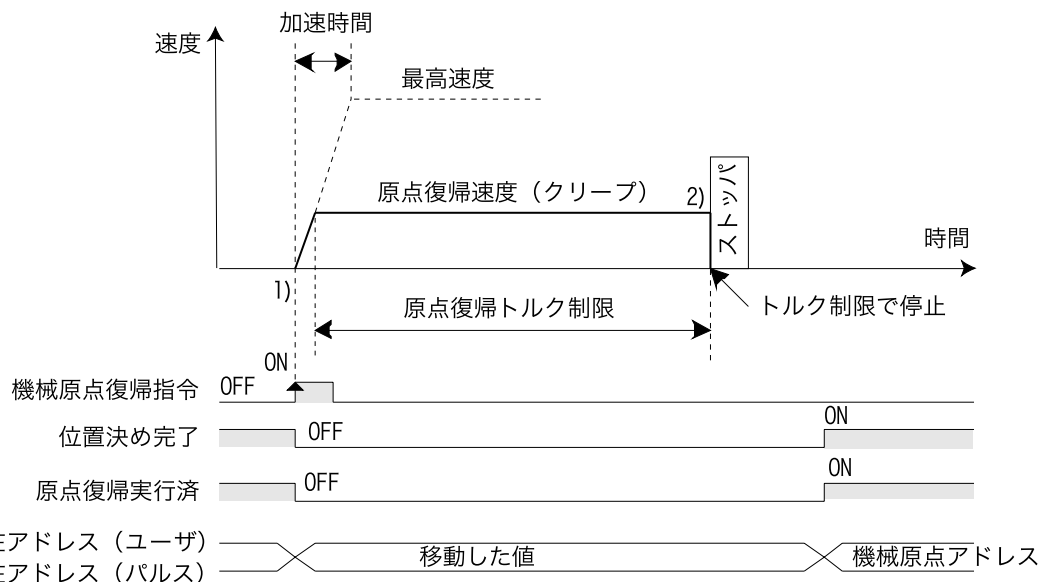 加速時間
速度
最高速度
原点復帰速度（クリープ）
2)
ストッパ
時間
1)
原点復帰トルク制限
トルク制限で停止
ON
機械原点復帰指令
OFF
位置決め完了
OFF
ON
原点復帰実行済
OFF
ON
在アドレス（ユーザ）
移動した値
機械原点アドレス
在アドレス（パルス）